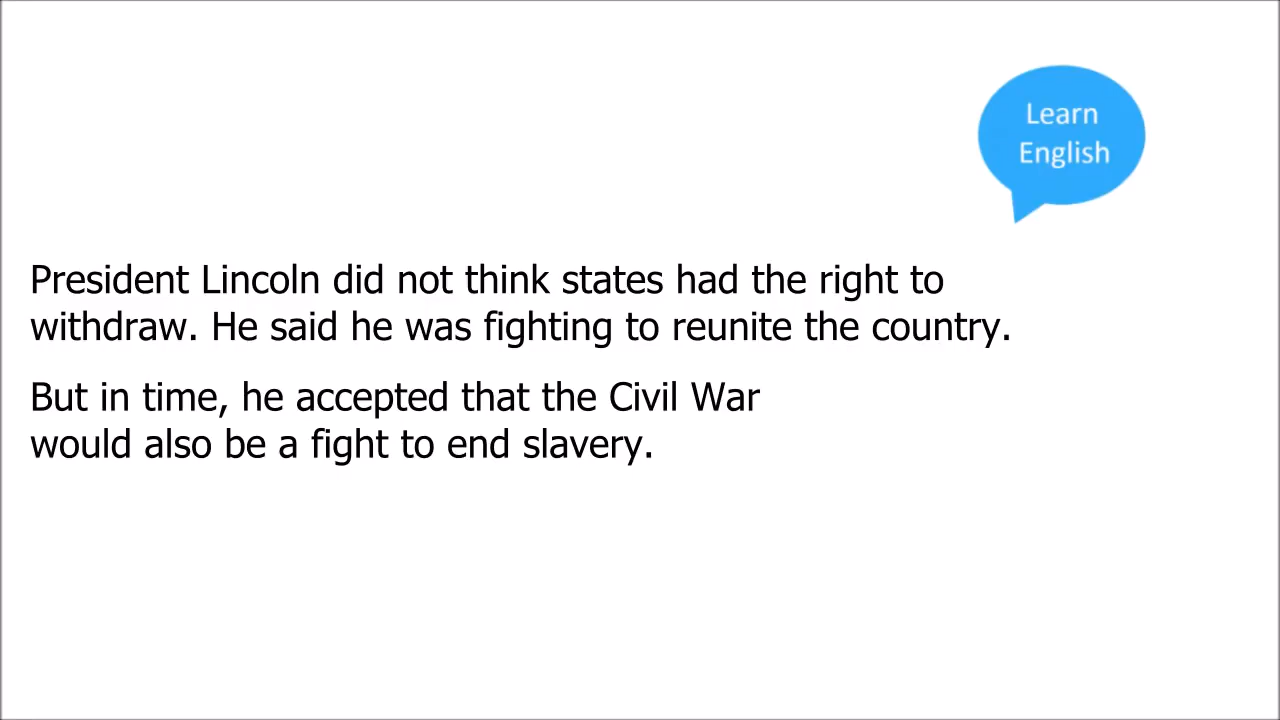 Learn
English
President Lincoln did not think states had the right to
withdraw. He said he was fighting to reunite the country.
But in time, he accepted that the Civil War
would also be a fight to end slavery.